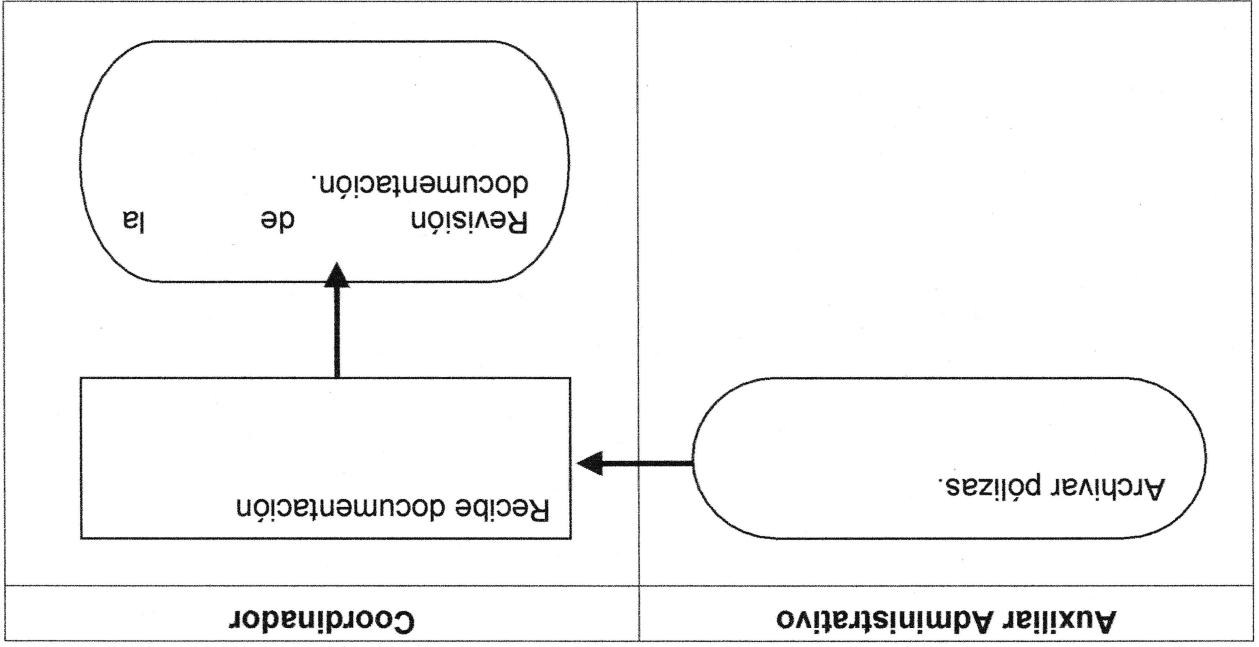 Auxiliar Administrativo
Coordinador
Archivar pólizas.
Recibe documentación
Revisión de la
documentación.